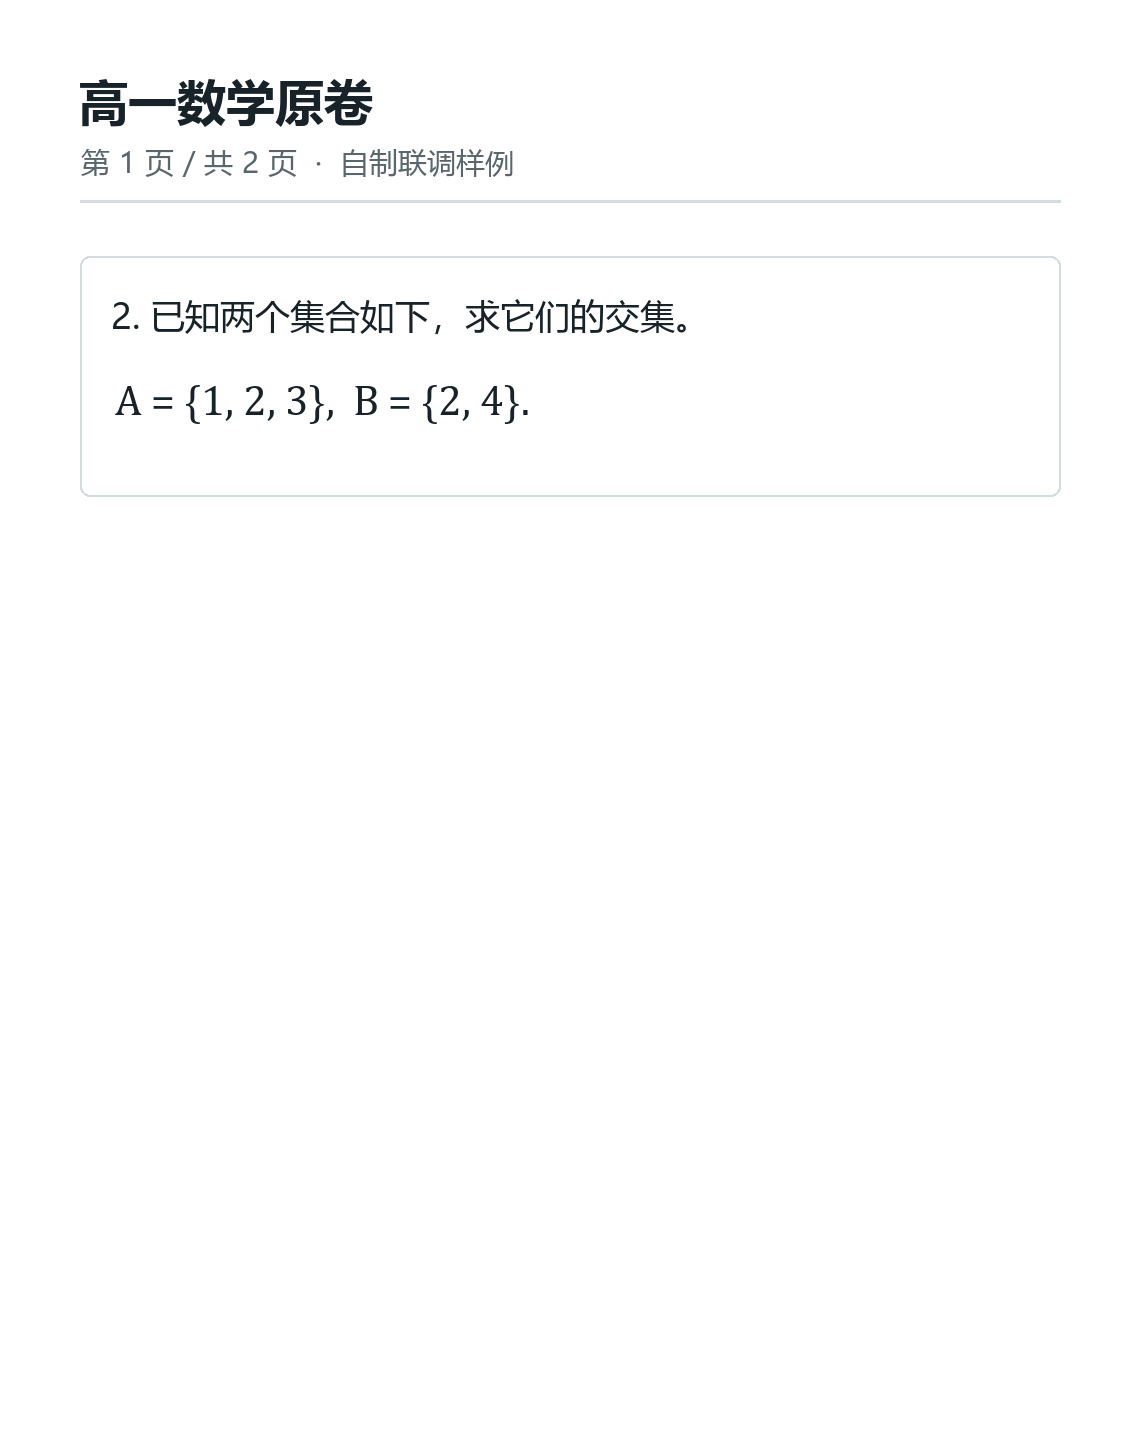 高一数学原卷
第 1 页 / 共 2 页 · 自制联调样例
2. 已知两个集合如下，求它们的交集。
A = {1, 2, 3}, B = {2, 4}.